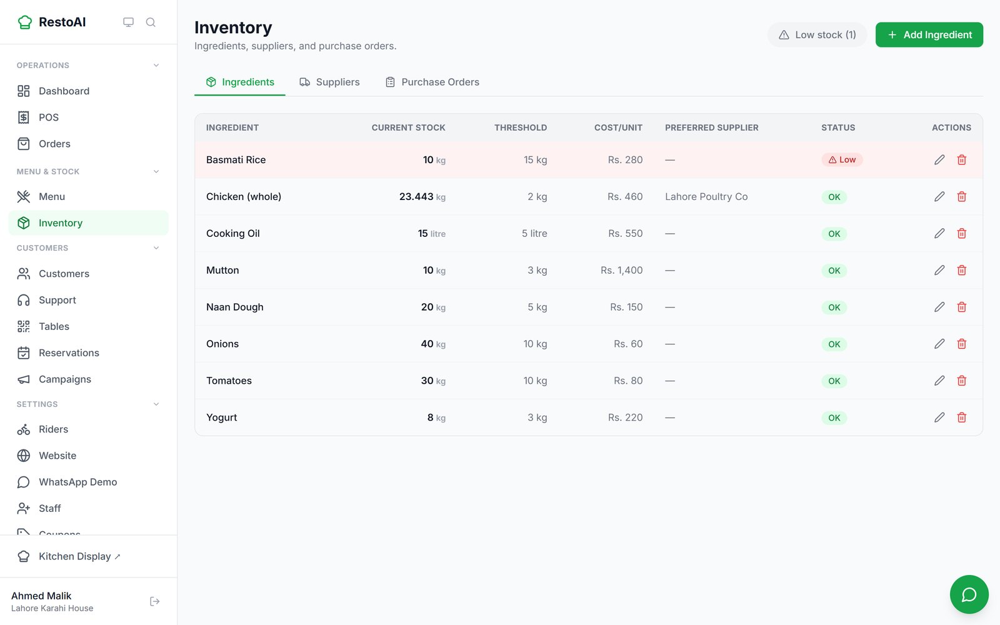 RestoAI
OPERATIONS
Dashboard
POS
Orders
MENU & STOCK
Menu
Inventory
CUSTOMERS
Customers
Support
Tables
Reservations
Campaigns
SETTINGS
Riders
Website
WhatsApp Demo
Staff
Coupons
Kitchen Display ↗
Ahmed Malik
Lahore Karahi House
Inventory
Ingredients, suppliers, and purchase orders.
Low stock (1)
+ Add Ingredient
Ingredients Suppliers Purchase Orders
INGREDIENT CURRENT STOCK THRESHOLD COST/UNIT PREFERRED SUPPLIER STATUS ACTIONS
Basmati Rice 10 kg 15 kg Rs. 280 — Low
Chicken (whole) 23.443 kg 2 kg Rs. 460 Lahore Poultry Co OK
Cooking Oil 15 litre 5 litre Rs. 550 — OK
Mutton 10 kg 3 kg Rs. 1,400 — OK
Naan Dough 20 kg 5 kg Rs. 150 — OK
Onions 40 kg 10 kg Rs. 60 — OK
Tomatoes 30 kg 10 kg Rs. 80 — OK
Yogurt 8 kg 3 kg Rs. 220 — OK